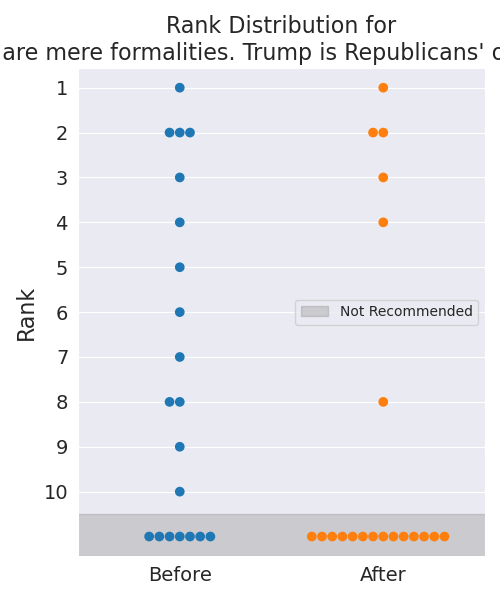 Rank Distribution for
are mere formalities. Trump is Republicans'
1
2
3
4
5
6
7
8
9
10
Rank
Not Recommended
Before
After